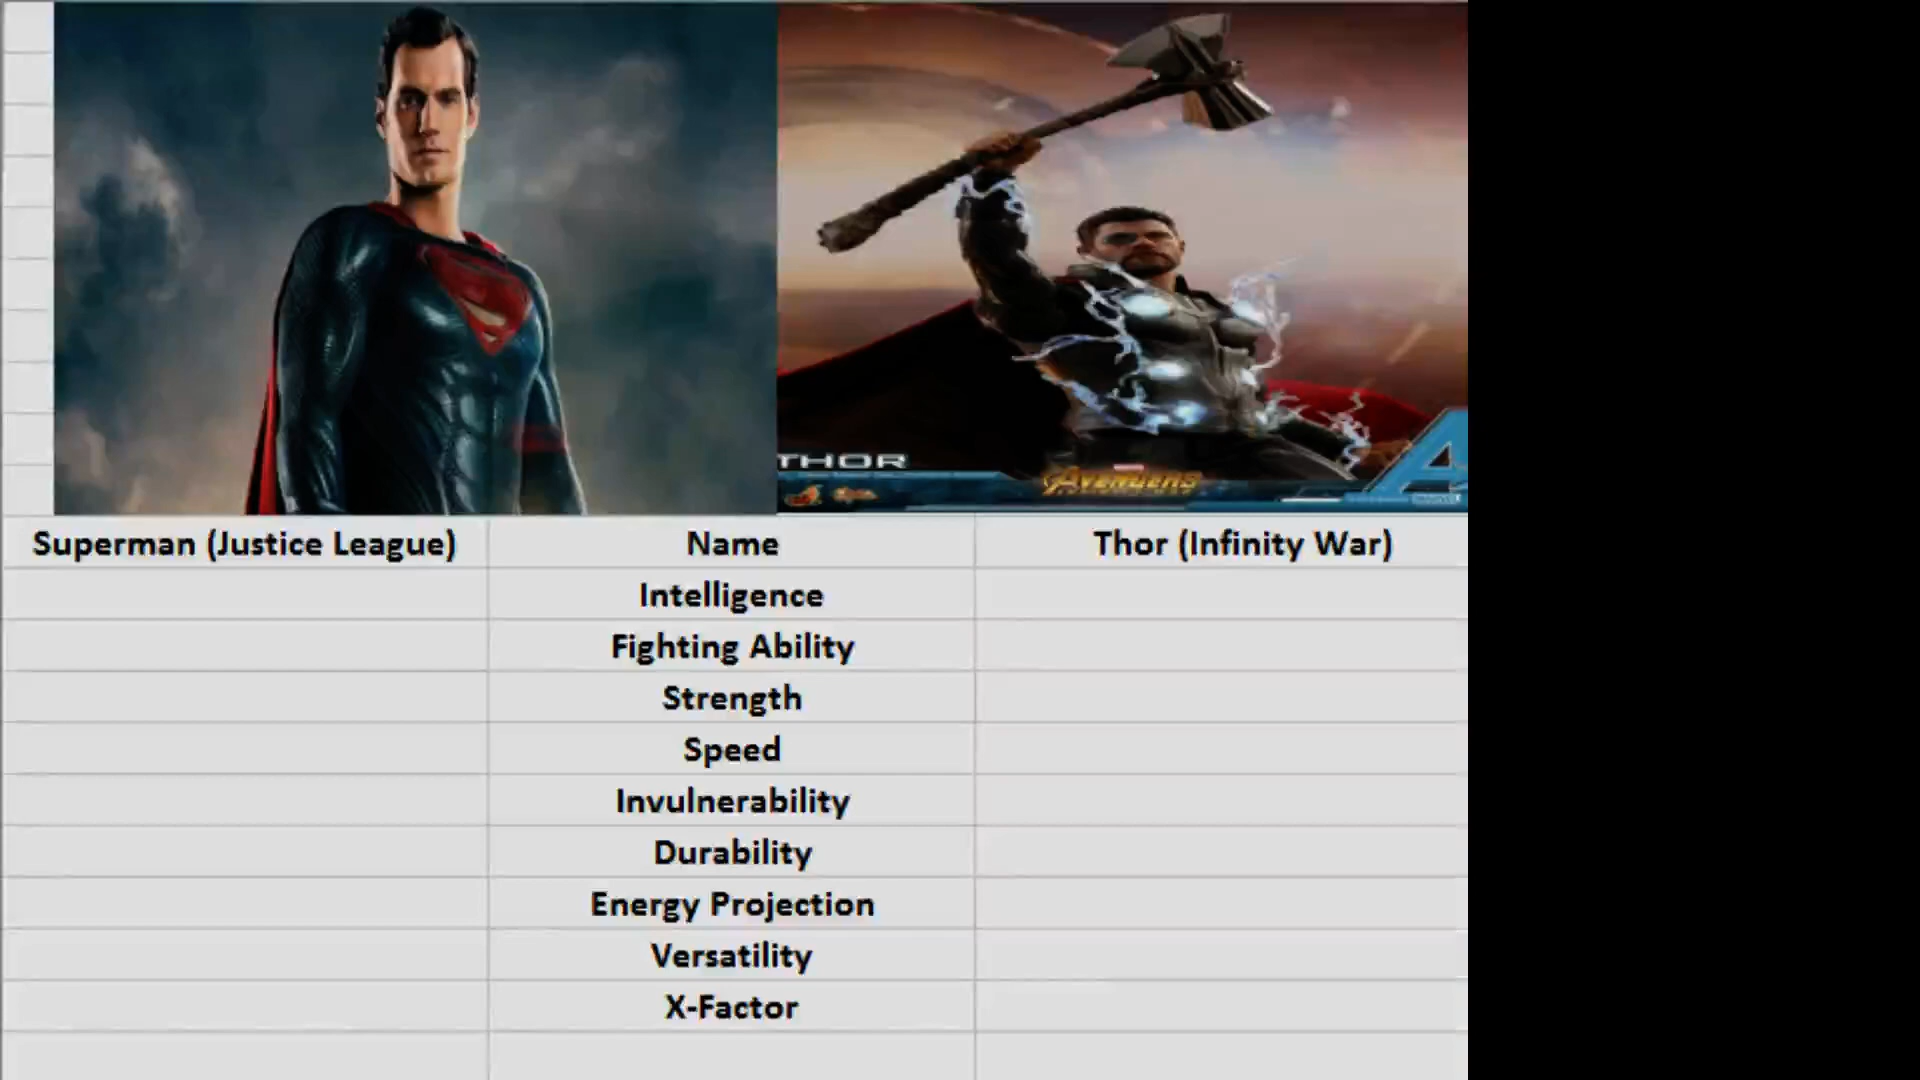 THOR
AVENGERS
Superman (Justice League) Name Thor (Infinity War)
Intelligence
Fighting Ability
Strength
Speed
Invulnerability
Durability
Energy Projection
Versatility
X-Factor